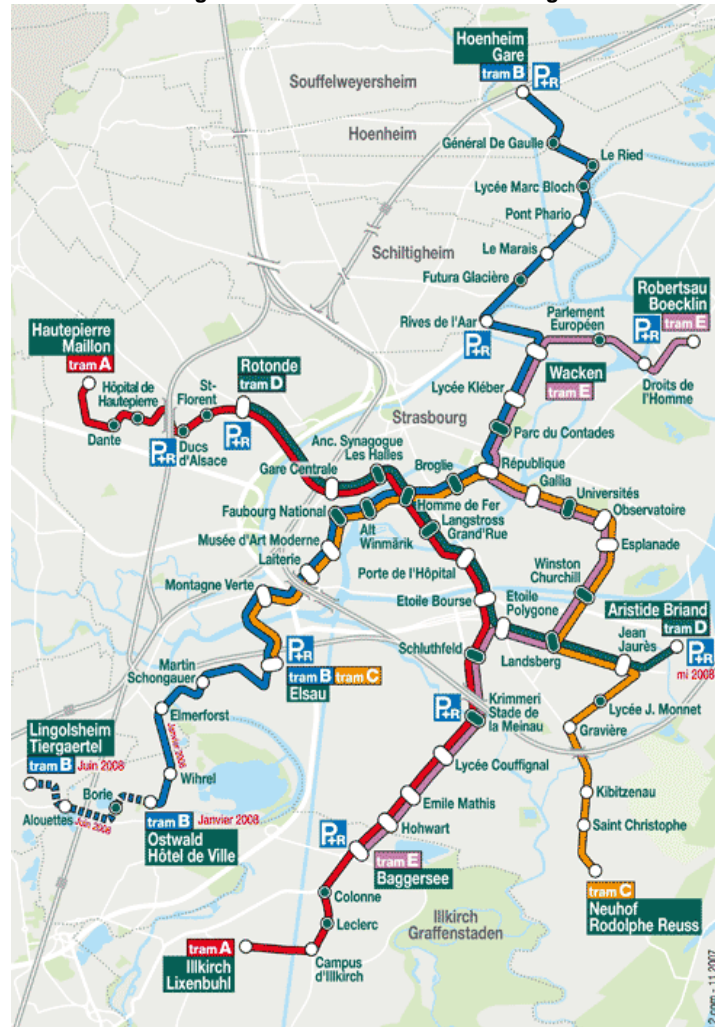 Hoenheim
Gare
tram B P+R
Souffelweyersheim
Hoenheim
Général De Gaulle
Le Ried
Lycée Marc Bloch
Pont Phario
Schiltigheim
Le Marais
Futura Glacière
Robertsau
Boecklin
P+R tram E
Parlement
Européen
Rives de l'Aar
P+R
Hautepierre
Maillon
tram A
Rotonde
tram D
Wacken
tram E
Droits de
l'Homme
Hôpital de
Hautepierre
St-
Florent
Lycée Kléber
Strasbourg
Dante
P+R
Ducs
d'Alsace
P+R
Parc du Contades
Anc. Synagogue
Les Halles
Gare Centrale
Broglie
République
Gallia
Universités
Observatoire
Faubourg National
Homme de Fer
Alt
Winmärik
Langstross
Grand'Rue
Musée d'Art Moderne
Laiterie
Esplanade
Porte de l'Hôpital
Winston
Churchill
Montagne Verte
Etoile Bourse
Etoile
Polygone
Aristide Briand
tram D
Jean
Jaurès
P+R
mi 2008
Schluthfeld
Landsberg
P+R
tram B tram C
Elsau
Martin
Schongauer
Elmerforst
Janvier 2008
P+R
Krimmeri
Stade de
la Meinau
Lycée J. Monnet
Gravière
Lingolsheim
Tiergaertel
tram B Juin 2008
Wihrel
Borie
Alouettes
Juin 2008
Lycée Couffignal
Emile Mathis
Kibitzenau
tram B Janvier 2008
Ostwald
Hôtel de Ville
Hohwart
Saint Christophe
P+R
tram E
Baggersee
tram C
Neuhof
Rodolphe Reuss
Colonne
Leclerc
Illkirch
Graffenstaden
tram A
Illkirch
Lixenbuhl
Campus
d'Illkirch
2 com - 11.2007